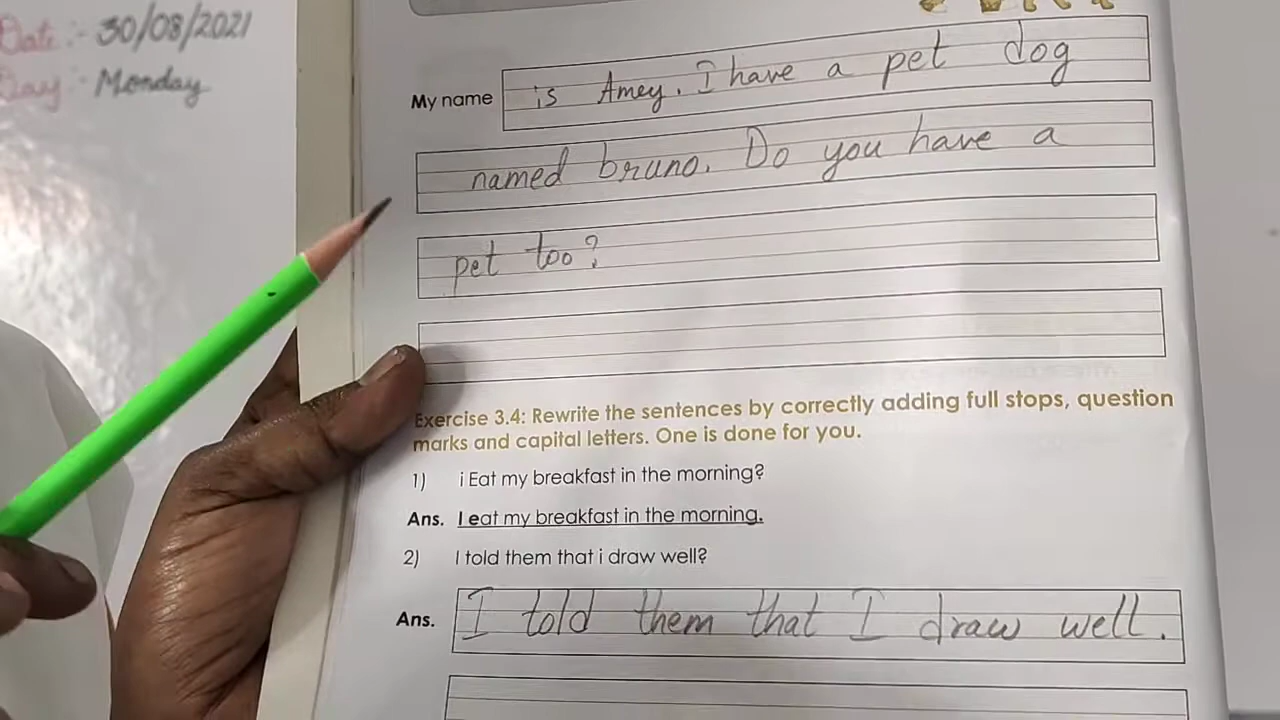 Date :- 30/08/2021
Day :- Monday
My name is Amey. I have a pet dog
named bruno. Do you have a
pet too?
Exercise 3.4: Rewrite the sentences by correctly adding full stops, question
marks and capital letters. One is done for you.
1) i Eat my breakfast in the morning?
Ans. I eat my breakfast in the morning.
2) I told them that i draw well?
Ans. I told them that I draw well.